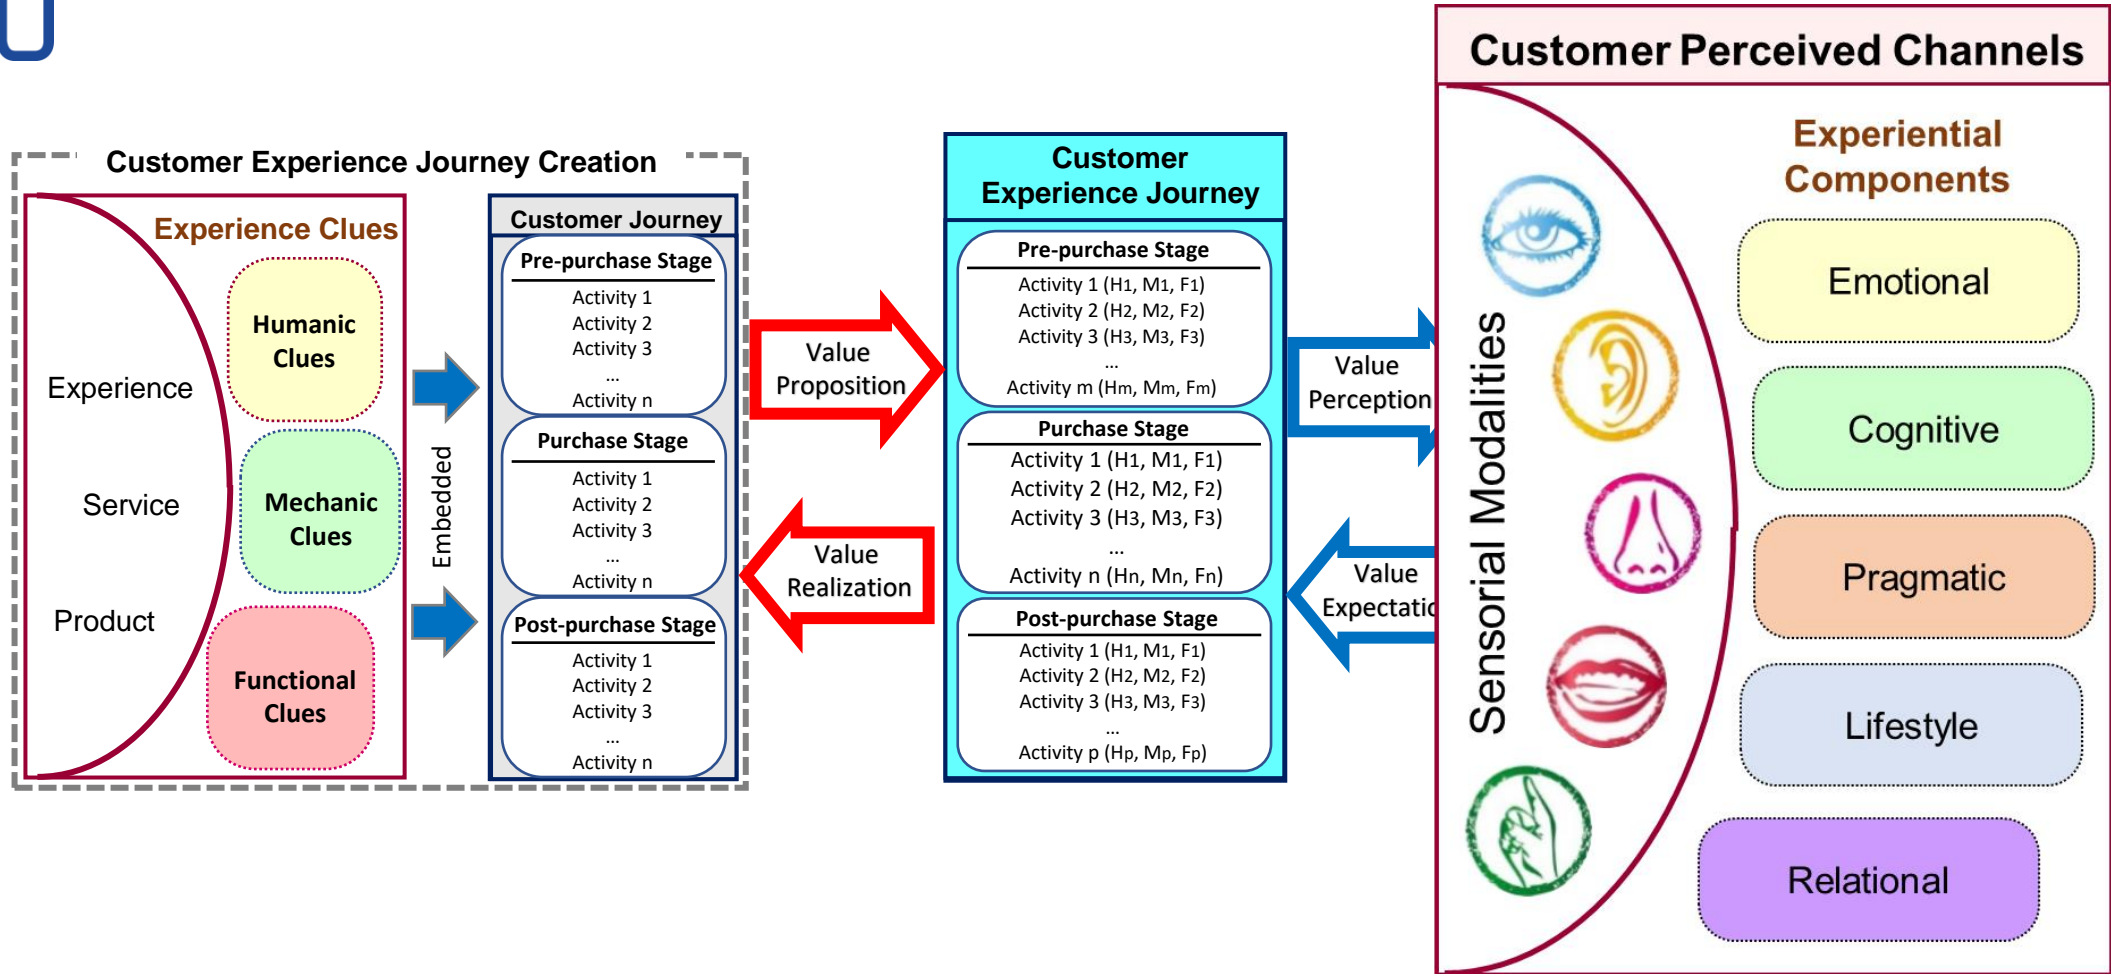 Customer Experience Journey Creation
Experience Clues
Experience
Service
Product
Humanic
Clues
Mechanic
Clues
Functional
Clues
Embedded
Customer Journey
Pre-purchase Stage
Activity 1
Activity 2
Activity 3
...
Activity n
Purchase Stage
Activity 1
Activity 2
Activity 3
...
Activity n
Post-purchase Stage
Activity 1
Activity 2
Activity 3
...
Activity n
Value
Proposition
Value
Realization
Customer
Experience Journey
Pre-purchase Stage
Activity 1 (H1, M1, F1)
Activity 2 (H2, M2, F2)
Activity 3 (H3, M3, F3)
...
Activity m (Hm, Mm, Fm)
Purchase Stage
Activity 1 (H1, M1, F1)
Activity 2 (H2, M2, F2)
Activity 3 (H3, M3, F3)
...
Activity n (Hn, Mn, Fn)
Post-purchase Stage
Activity 1 (H1, M1, F1)
Activity 2 (H2, M2, F2)
Activity 3 (H3, M3, F3)
...
Activity p (Hp, Mp, Fp)
Value
Perception
Value
Expectatio
Customer Perceived Channels
Sensorial Modalities
Experiential
Components
Emotional
Cognitive
Pragmatic
Lifestyle
Relational